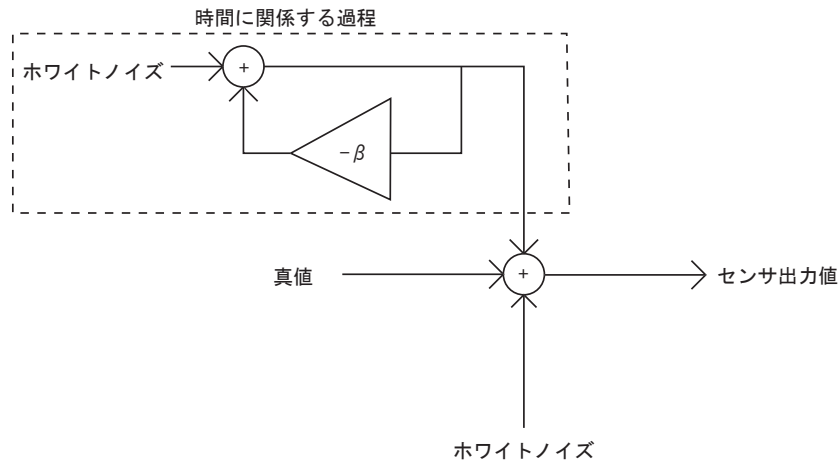 時間に関係する過程
ホワイトノイズ
+
−β
真値
+
センサ出力値
ホワイトノイズ